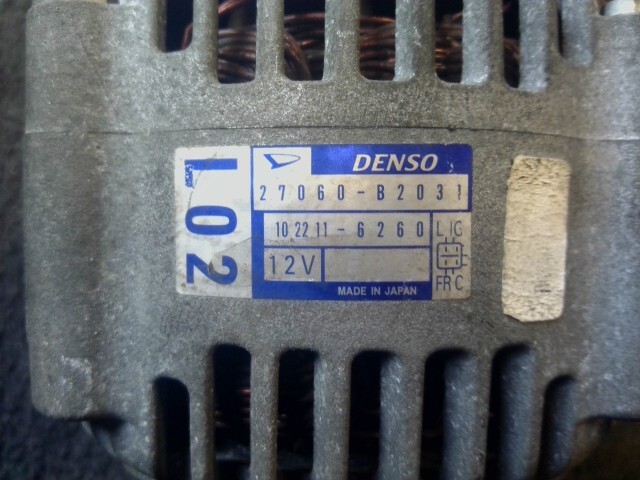 L02
DENSO
27060-B2031
102211-6260
L IG
12V
FR C
MADE IN JAPAN